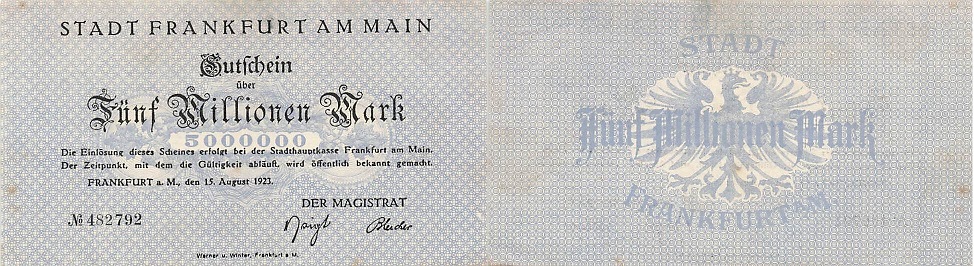 STADT FRANKFURT AM MAIN
Gutschein
über
Fünf Millionen Mark
5000000
Die Einlösung dieses Scheines erfolgt bei der Stadthauptkasse Frankfurt am Main.
Der Zeitpunkt, mit dem die Gültigkeit abläuft, wird öffentlich bekannt gemacht.
FRANKFURT a. M., den 15. August 1923.
DER MAGISTRAT
№ 482792
Werner u. Winter, Frankfurt a. M.
STADT
Fünf Millionen Mark
FRANKFURT a/M.